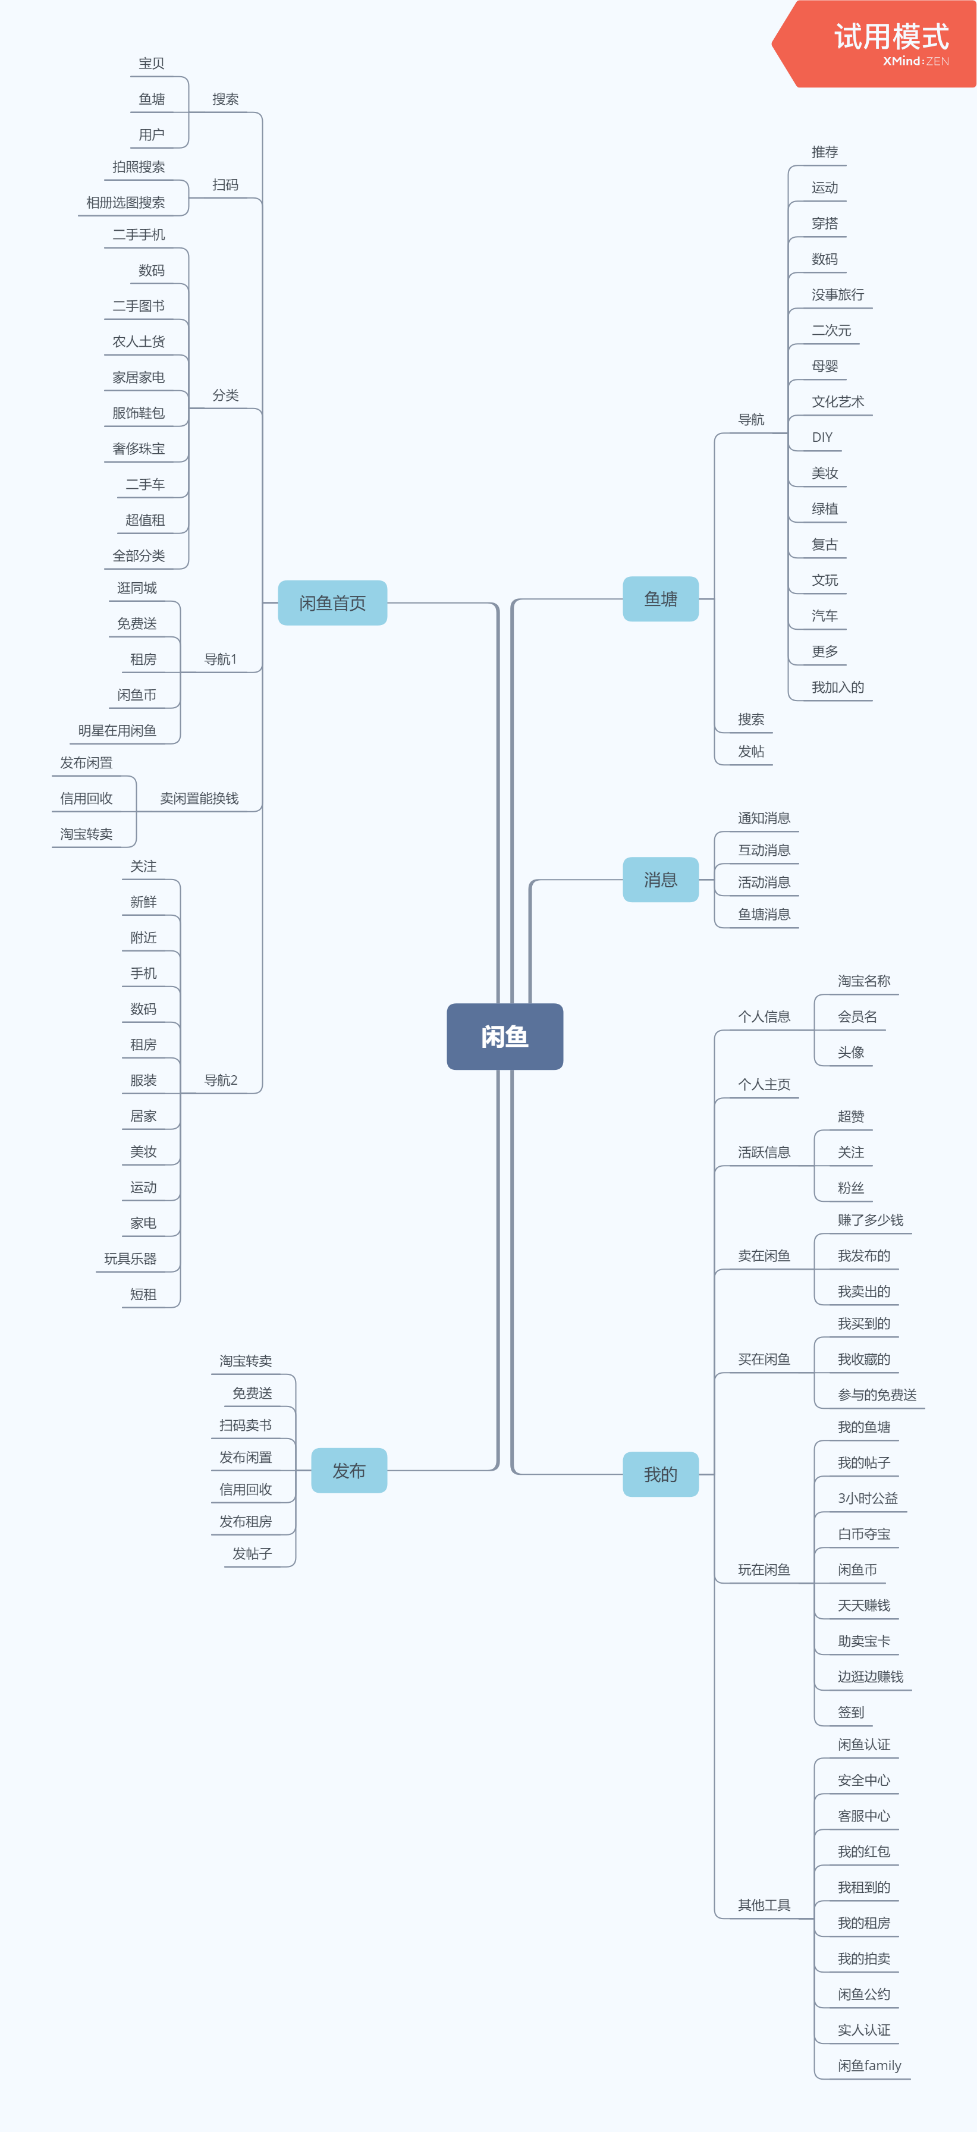 试用模式
XMind:ZEN
闲鱼
闲鱼首页
搜索
宝贝
鱼塘
用户
扫码
拍照搜索
相册选图搜索
分类
二手手机
数码
二手图书
农人土货
家居家电
服饰鞋包
奢侈珠宝
二手车
超值租
全部分类
导航1
逛同城
免费送
租房
闲鱼币
明星在用闲鱼
卖闲置能换钱
发布闲置
信用回收
淘宝转卖
导航2
关注
新鲜
附近
手机
数码
租房
服装
居家
美妆
运动
家电
玩具乐器
短租
发布
淘宝转卖
免费送
扫码卖书
发布闲置
信用回收
发布租房
发帖子
鱼塘
导航
推荐
运动
穿搭
数码
没事旅行
二次元
母婴
文化艺术
DIY
美妆
绿植
复古
文玩
汽车
更多
我加入的
搜索
发帖
消息
通知消息
互动消息
活动消息
鱼塘消息
我的
个人信息
淘宝名称
会员名
头像
个人主页
活跃信息
超赞
关注
粉丝
卖在闲鱼
赚了多少钱
我发布的
我卖出的
买在闲鱼
我买到的
我收藏的
参与的免费送
玩在闲鱼
我的鱼塘
我的帖子
3小时公益
白币夺宝
闲鱼币
天天赚钱
助卖宝卡
边逛边赚钱
签到
其他工具
闲鱼认证
安全中心
客服中心
我的红包
我租到的
我的租房
我的拍卖
闲鱼公约
实人认证
闲鱼family